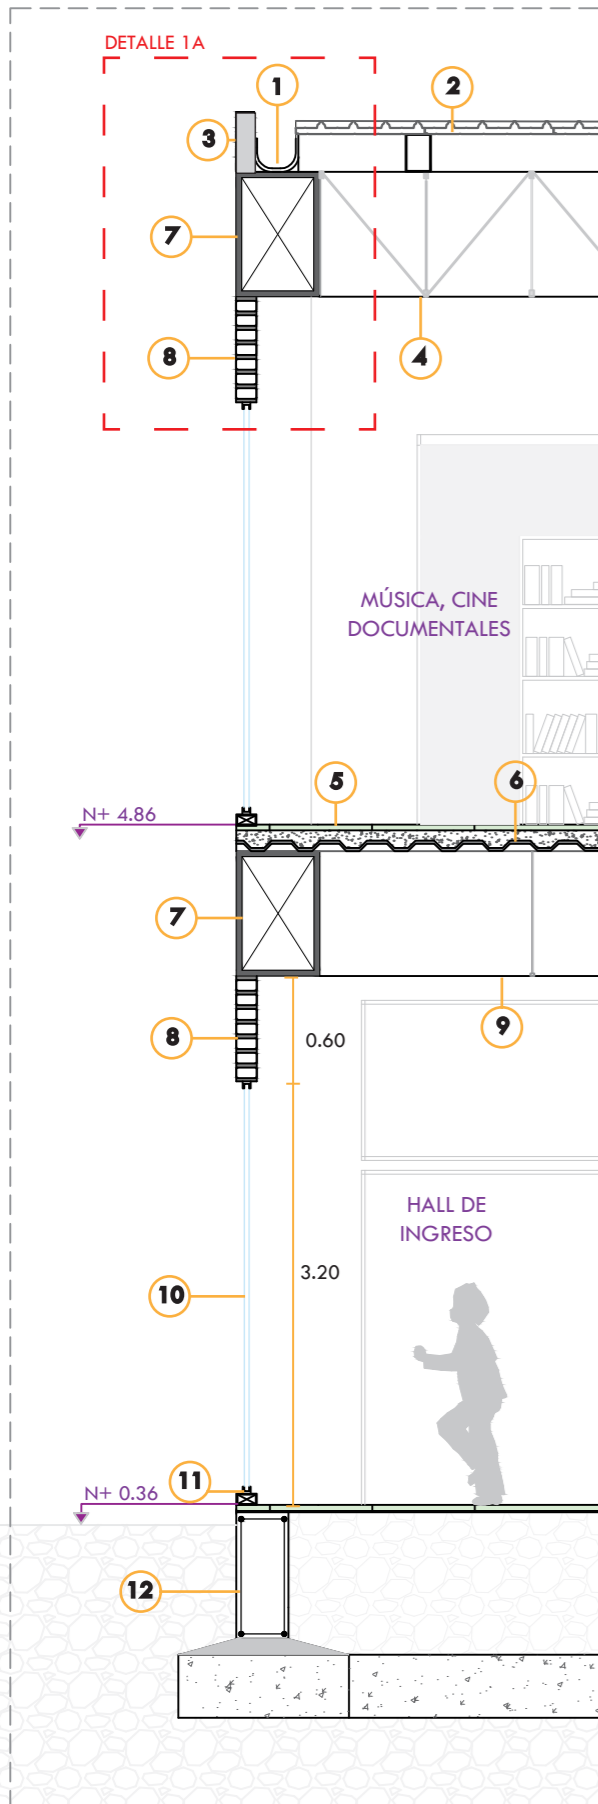 DETALLE 1A
1
2
3
7
8
4
MÚSICA, CINE
DOCUMENTALES
5
6
N+ 4.86
7
8
0.60
9
HALL DE
INGRESO
3.20
10
11
N+ 0.36
12